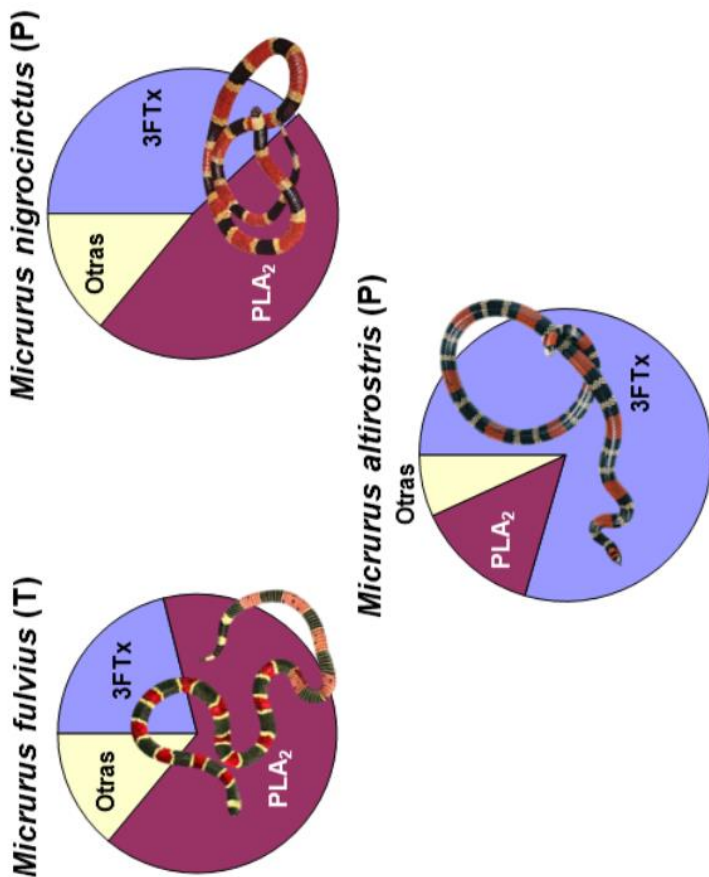 Micrurus fulvius (T)
Otras
3FTx
PLA₂
Micrurus nigrocinctus (P)
Otras
3FTx
PLA₂
Micrurus altirostris (P)
Otras
PLA₂
3FTx